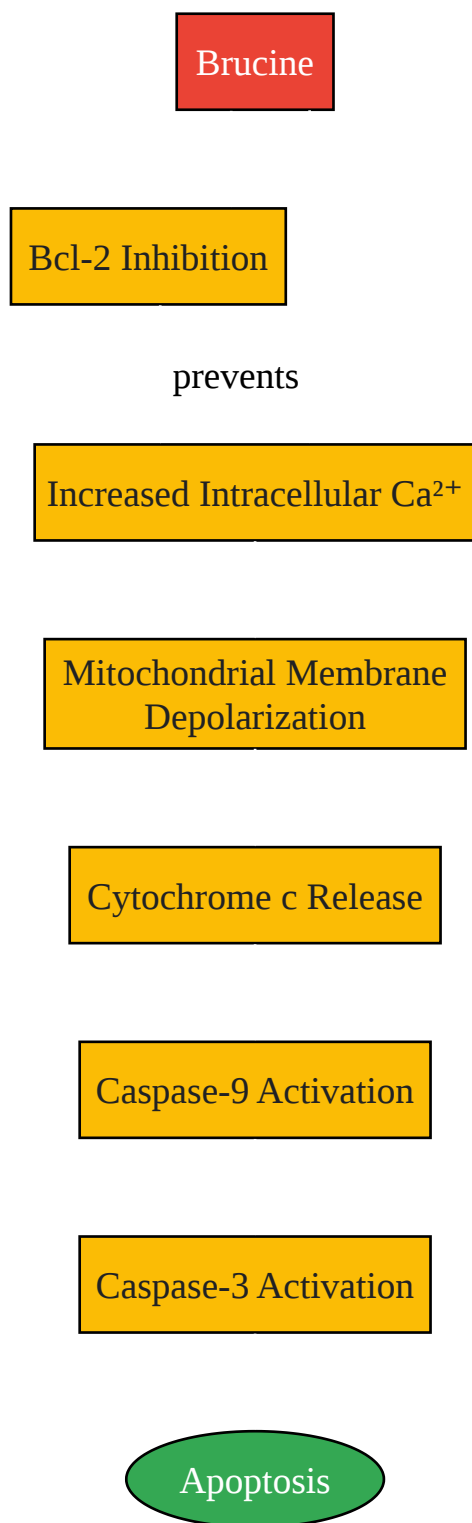 Brucine
Bcl-2 Inhibition
prevents
Increased Intracellular Ca²⁺
Mitochondrial Membrane
Depolarization
Cytochrome c Release
Caspase-9 Activation
Caspase-3 Activation
Apoptosis